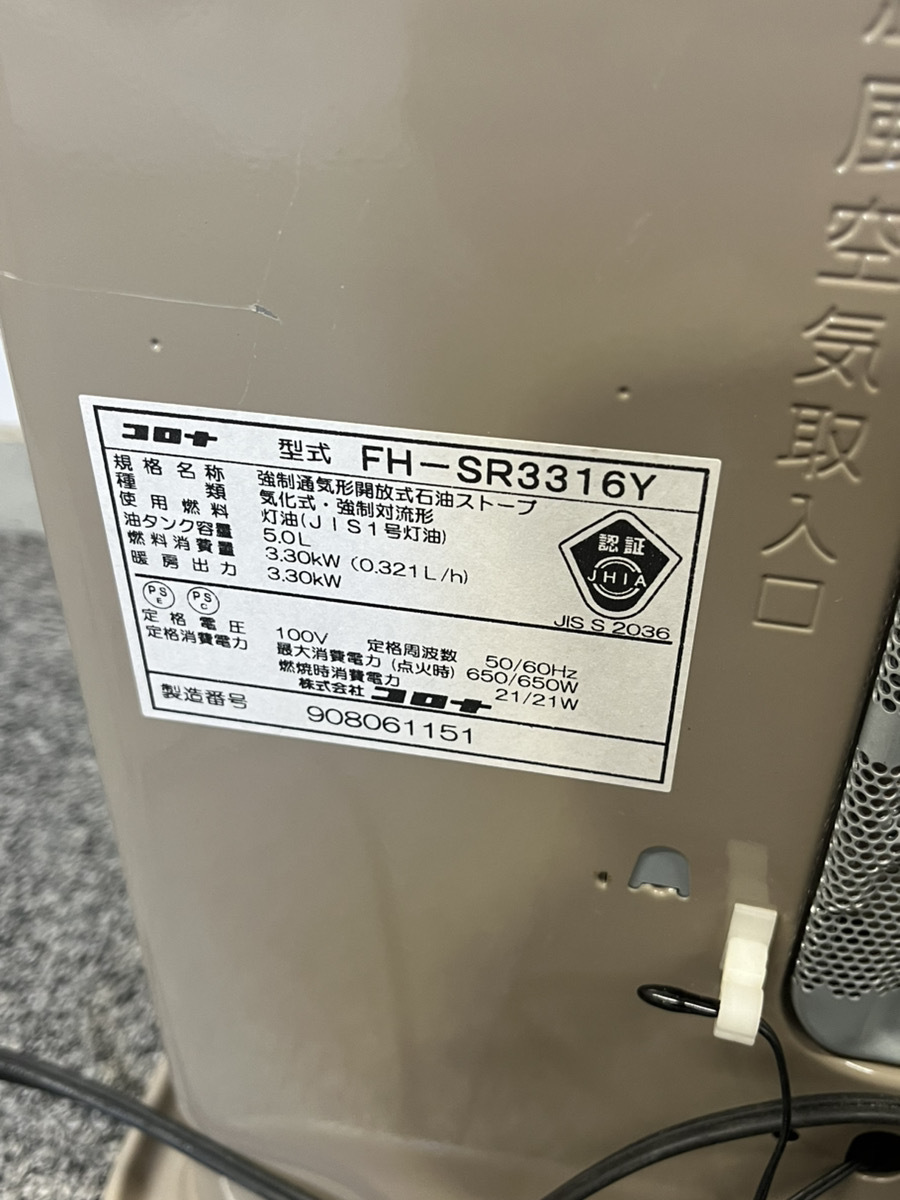 風空気取入口
コロナ 型式 FH-SR3316Y
規格名称 強制通気形開放式石油ストーブ
種類 気化式・強制対流形
使用燃料 灯油(JIS1号灯油)
油タンク容量 5.0L
燃料消費量 3.30kW (0.321L/h)
暖房出力 3.30kW
認証
JHIA
JIS S 2036
PS E PS C
定格電圧 100V 定格周波数 50/60Hz
定格消費電力 最大消費電力(点火時) 650/650W
燃焼時消費電力 21/21W
株式会社 コロナ
製造番号 908061151